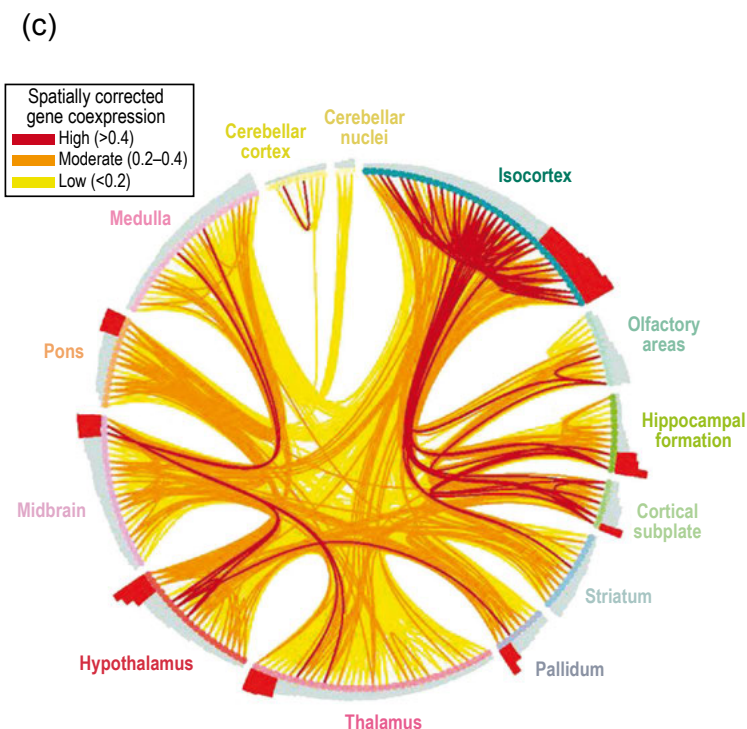 (c)
Spatially corrected
gene coexpression
High (>0.4)
Moderate (0.2–0.4)
Low (<0.2)
Cerebellar
cortex
Cerebellar
nuclei
Isocortex
Medulla
Olfactory
areas
Pons
Hippocampal
formation
Midbrain
Cortical
subplate
Striatum
Hypothalamus
Pallidum
Thalamus